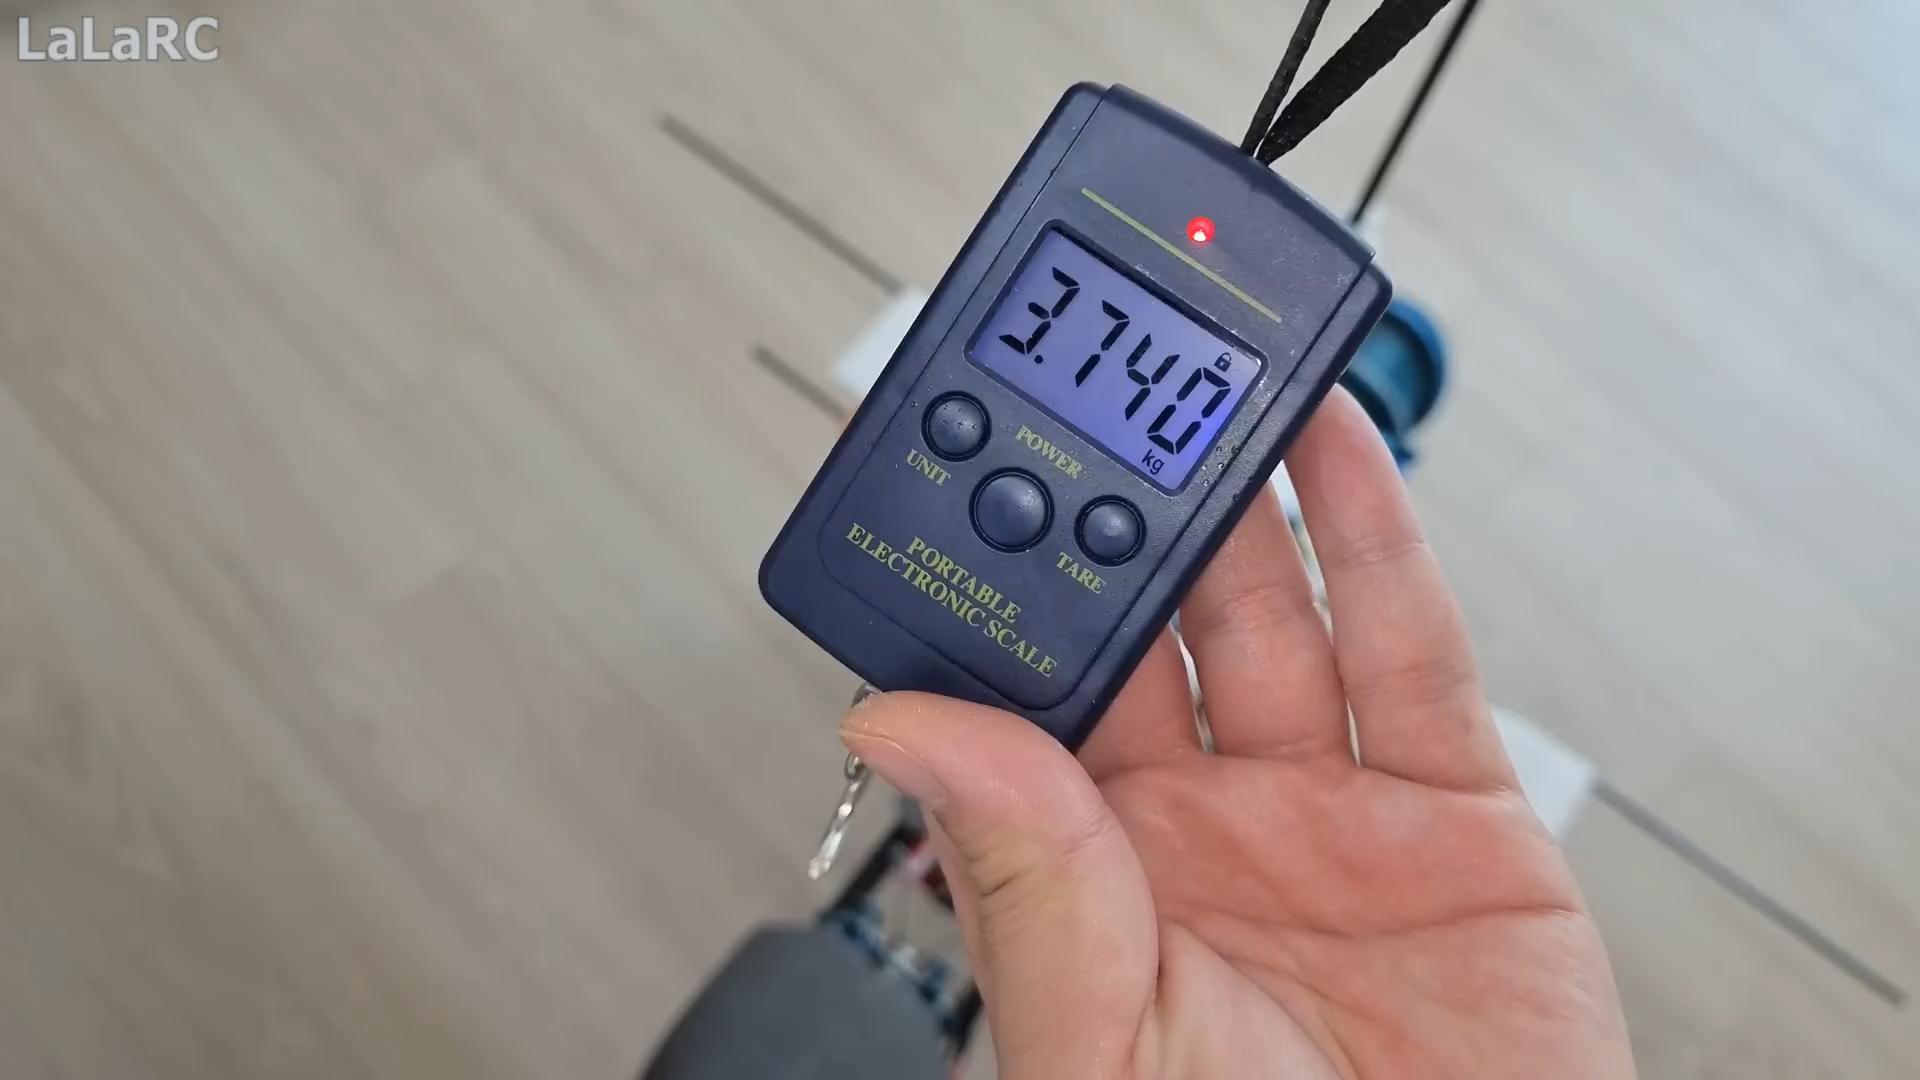 LaLaRC
3.740
kg
UNIT
POWER
TARE
PORTABLE
ELECTRONIC SCALE